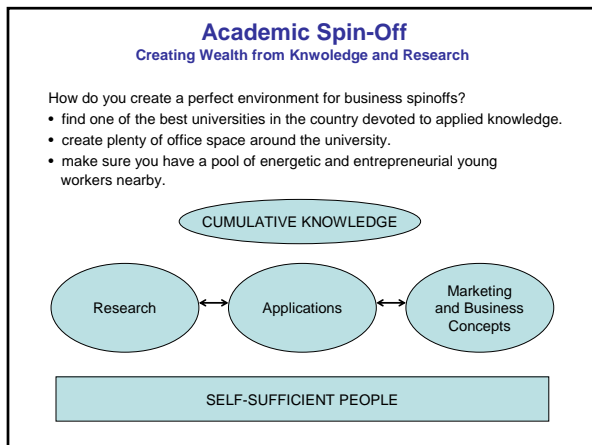 Academic Spin-Off
Creating Wealth from Knwoledge and Research
How do you create a perfect environment for business spinoffs?
• find one of the best universities in the country devoted to applied knowledge.
• create plenty of office space around the university.
• make sure you have a pool of energetic and entrepreneurial young
workers nearby.
CUMULATIVE KNOWLEDGE
Research
Applications
Marketing
and Business
Concepts
SELF-SUFFICIENT PEOPLE